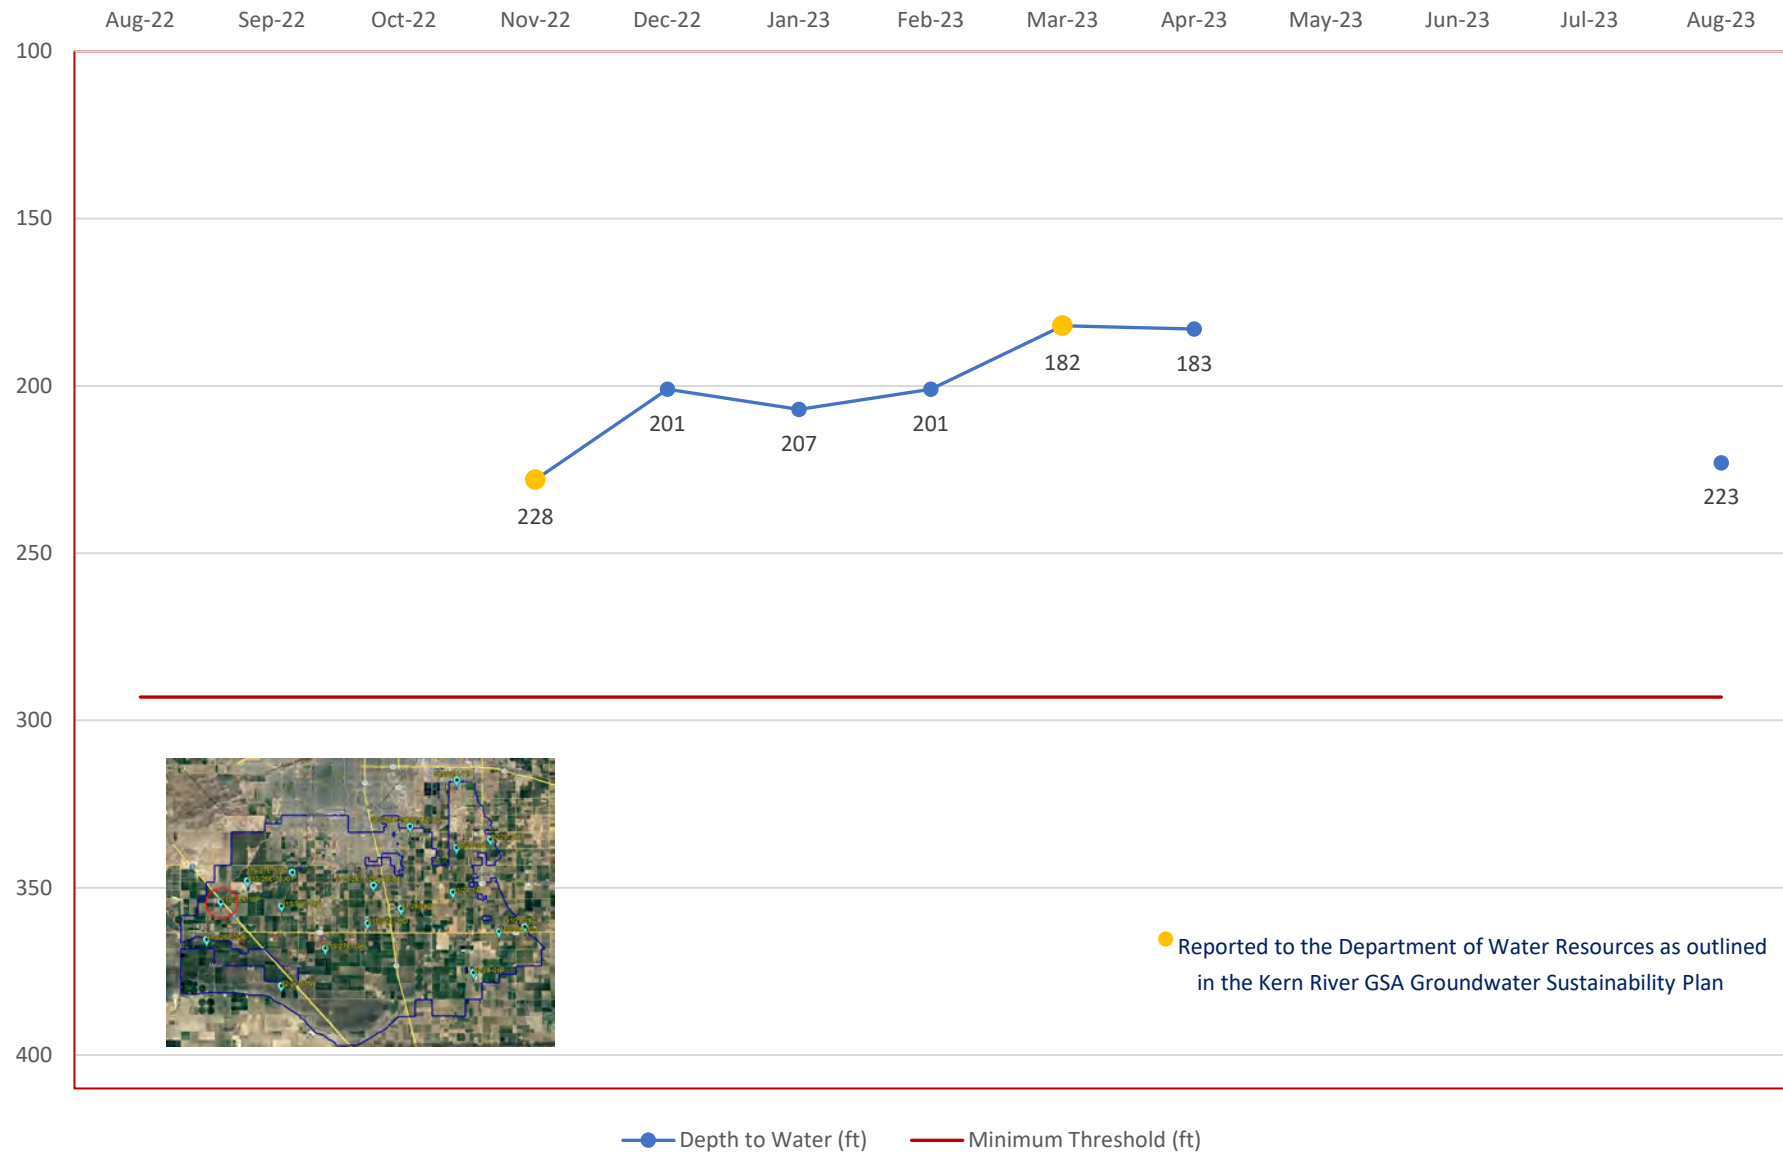 Aug-22 Sep-22 Oct-22 Nov-22 Dec-22 Jan-23 Feb-23 Mar-23 Apr-23 May-23 Jun-23 Jul-23 Aug-23
100
150
182 183
200
201 207 201
223
228
250
300
350
Reported to the Department of Water Resources as outlined
in the Kern River GSA Groundwater Sustainability Plan
400
Depth to Water (ft) Minimum Threshold (ft)